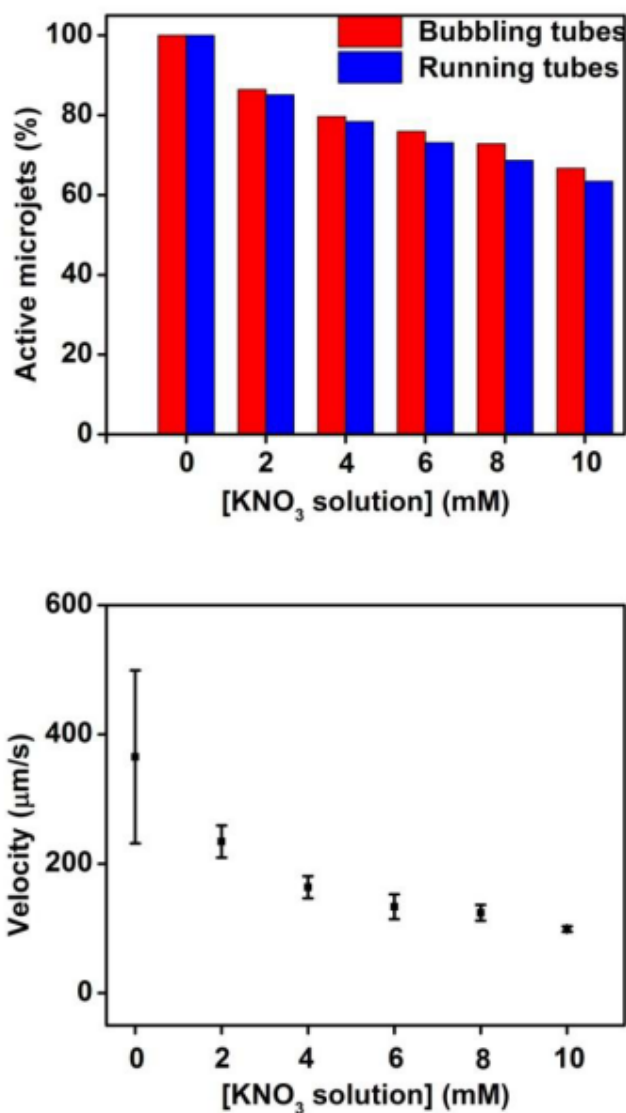 Active microjets (%)
100
80
60
40
20
0
Bubbling tubes
Running tubes
0 2 4 6 8 10
[KNO₃ solution] (mM)
Velocity (μm/s)
600
400
200
0
0 2 4 6 8 10
[KNO₃ solution] (mM)